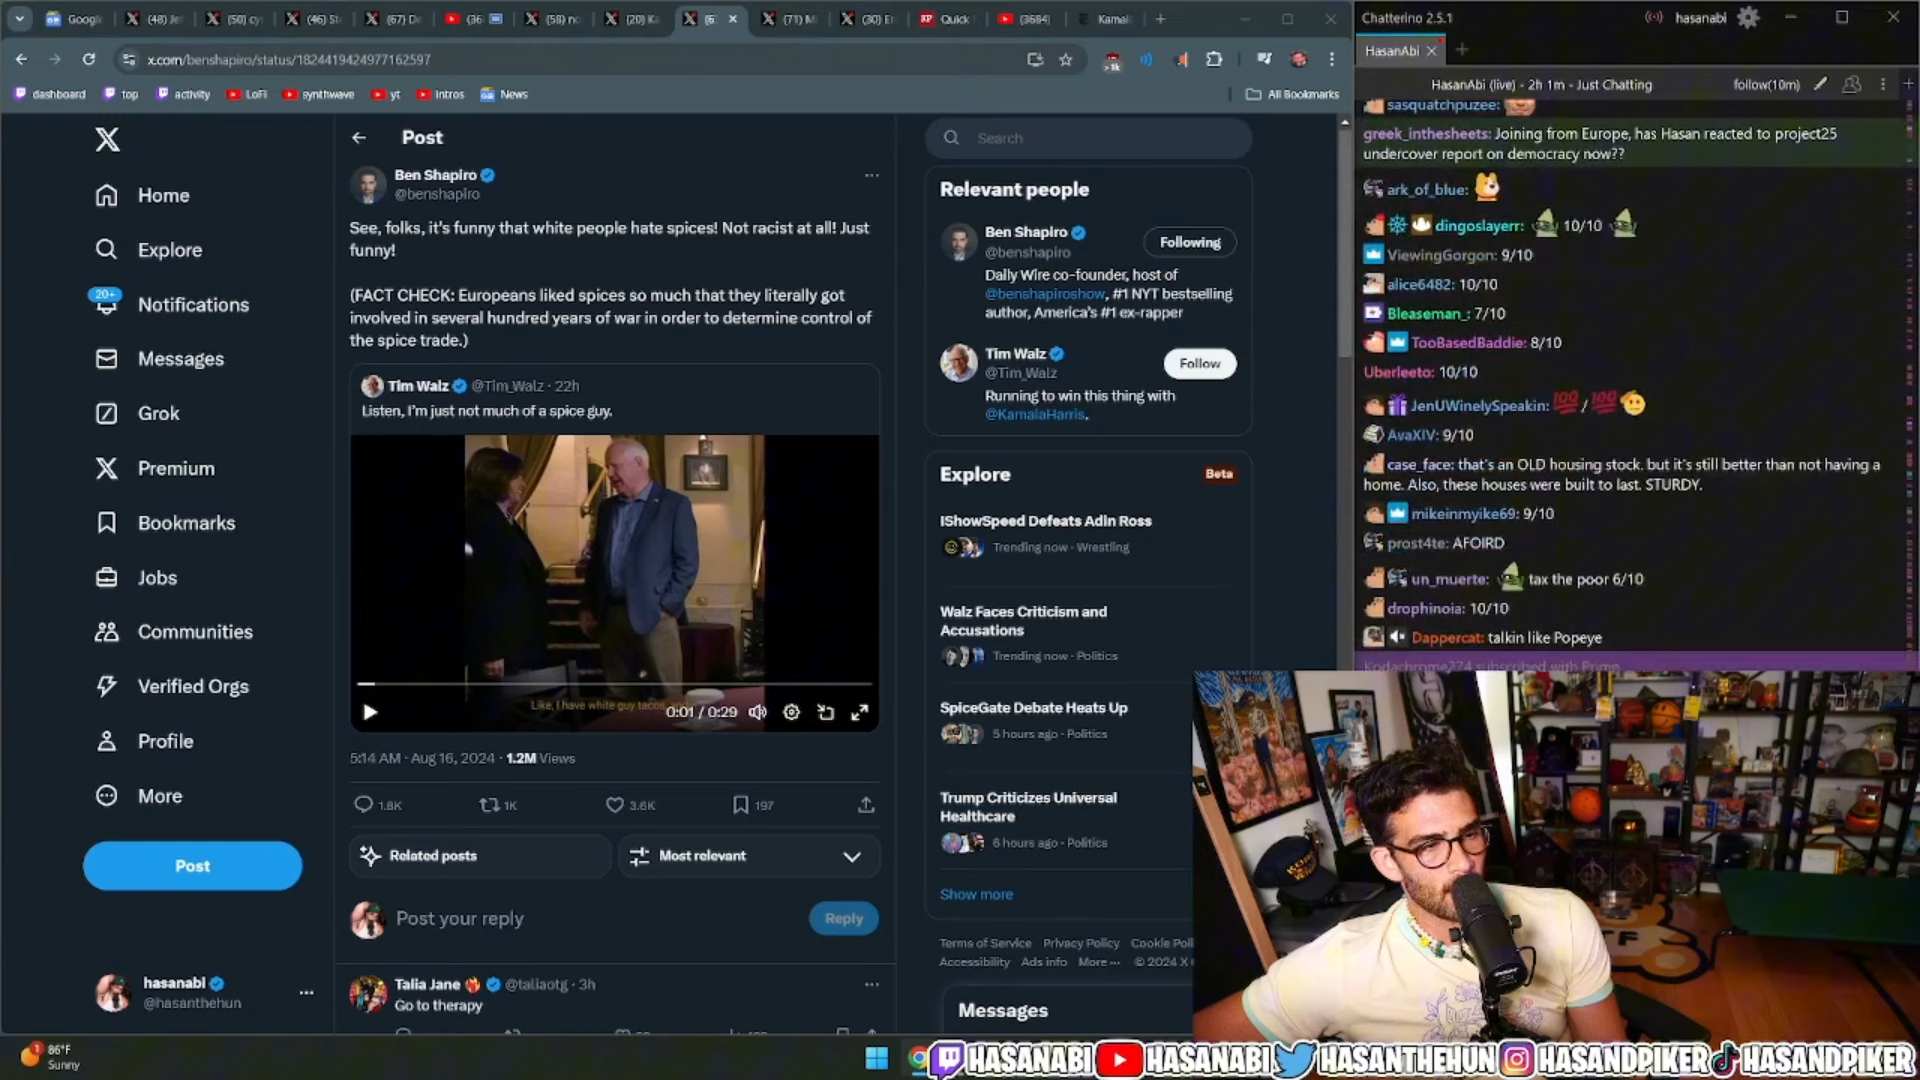 Google
(48) Je
(50) cy
(46) St
(67) De
(36
(58) no
(20) Ka
(6
(71) M
(30) Er
Quick
(3684)
Kamal
x.com/benshapiro/status/1824419424977162597
>1k
dashboard
top
activity
LoFi
synthwave
yt
Intros
News
All Bookmarks
Home
Explore
20+
Notifications
Messages
Grok
Premium
Bookmarks
Jobs
Communities
Verified Orgs
Profile
More
Post
hasanabi
@hasanthehun
Post
Ben Shapiro
@benshapiro
See, folks, it's funny that white people hate spices! Not racist at all! Just
funny!
(FACT CHECK: Europeans liked spices so much that they literally got
involved in several hundred years of war in order to determine control of
the spice trade.)
Tim Walz @Tim_Walz · 22h
Listen, I'm just not much of a spice guy.
Like, I have white guy tacos
0:01 / 0:29
5:14 AM · Aug 16, 2024 · 1.2M Views
1.8K
1K
3.6K
197
Related posts
Most relevant
Post your reply
Reply
Talia Jane @taliaotg · 3h
Go to therapy
Search
Relevant people
Ben Shapiro
@benshapiro
Following
Daily Wire co-founder, host of
@benshapiroshow, #1 NYT bestselling
author, America's #1 ex-rapper
Tim Walz
@Tim_Walz
Follow
Running to win this thing with
@KamalaHarris.
Explore
Beta
IShowSpeed Defeats Adin Ross
Trending now · Wrestling
Walz Faces Criticism and
Accusations
Trending now · Politics
SpiceGate Debate Heats Up
5 hours ago · Politics
Trump Criticizes Universal
Healthcare
6 hours ago · Politics
Show more
Terms of Service Privacy Policy Cookie Poli
Accessibility Ads info More ··· © 2024 X
Messages
Chatterino 2.5.1
hasanabi
HasanAbi
HasanAbi (live) - 2h 1m - Just Chatting
follow(10m)
sasquatchpuzee:
greek_inthesheets: Joining from Europe, has Hasan reacted to project25
undercover report on democracy now??
ark_of_blue:
dingoslayerr: 10/10
ViewingGorgon: 9/10
alice6482: 10/10
Bleaseman_: 7/10
TooBasedBaddie: 8/10
Uberleeto: 10/10
JenUWinelySpeakin: 100 / 100
AvaXIV: 9/10
case_face: that's an OLD housing stock. but it's still better than not having a
home. Also, these houses were built to last. STURDY.
mikeinmyike69: 9/10
prost4te: AFOIRD
un_muerte: tax the poor 6/10
drophinoia: 10/10
Dappercat: talkin like Popeye
Kodachrome274 subscribed with Prime
1
86°F
Sunny
HASANABI HASANABI HASANTHEHUN HASANDPIKER HASANDPIKER